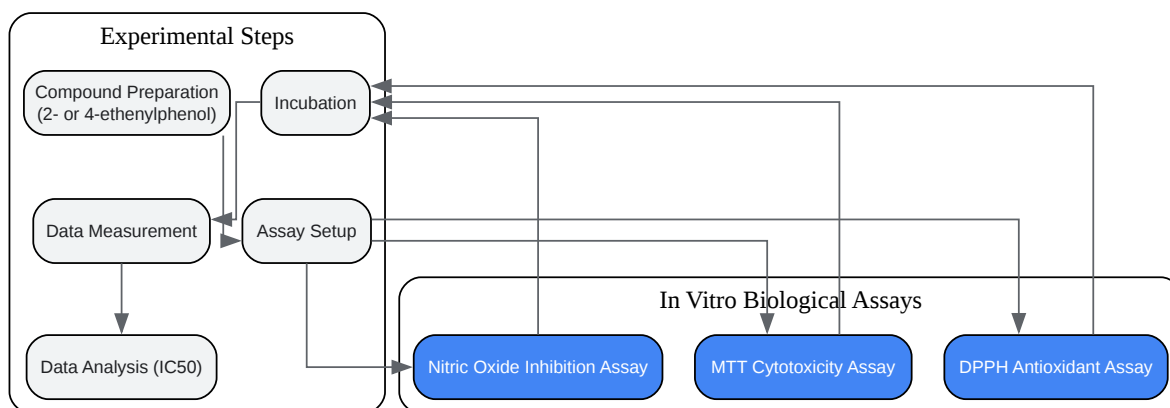 Experimental Steps
Compound Preparation
(2- or 4-ethenylphenol)
Incubation
Data Measurement
Assay Setup
In Vitro Biological Assays
Data Analysis (IC50)
Nitric Oxide Inhibition Assay
MTT Cytotoxicity Assay
DPPH Antioxidant Assay